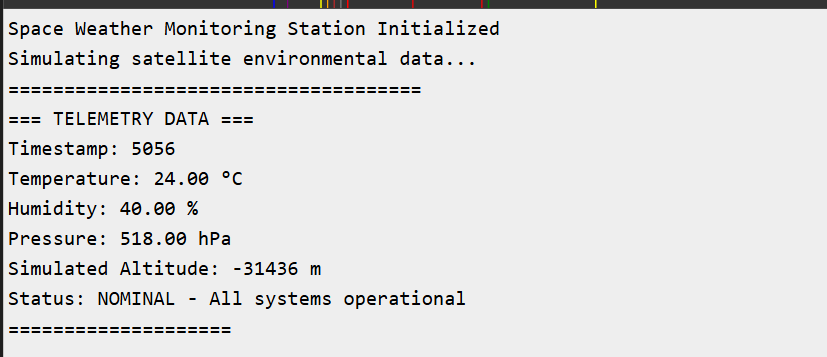 Space Weather Monitoring Station Initialized
Simulating satellite environmental data...
=====================================
=== TELEMETRY DATA ===
Timestamp: 5056
Temperature: 24.00 °C
Humidity: 40.00 %
Pressure: 518.00 hPa
Simulated Altitude: -31436 m
Status: NOMINAL - All systems operational
====================